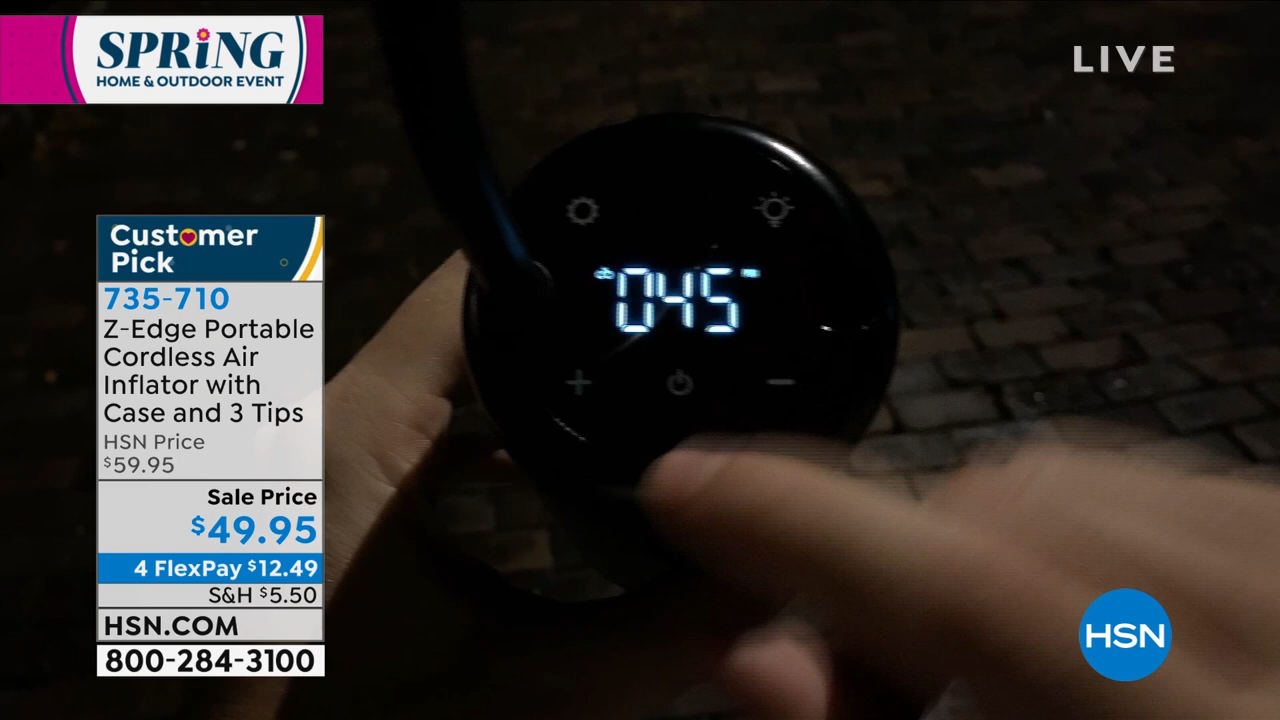 SPRiNG
HOME & OUTDOOR EVENT
LIVE
Customer
Pick
735-710
Z-Edge Portable
Cordless Air
Inflator with
Case and 3 Tips
HSN Price
$59.95
Sale Price
$49.95
4 FlexPay $12.49
S&H $5.50
HSN.COM
800-284-3100
045
HSN